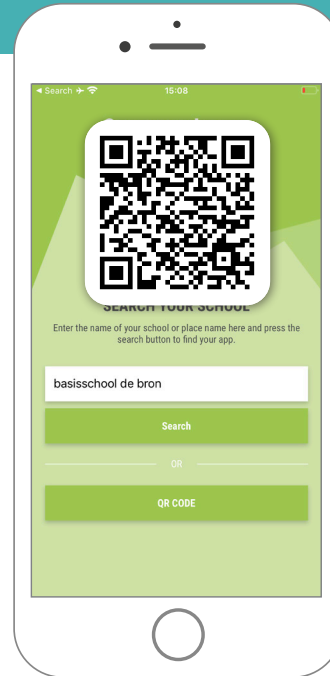 Search
15:08
SEARCH YOUR SCHOOL
Enter the name of your school or place name here and press the
search button to find your app.
basisschool de bron
Search
OR
QR CODE